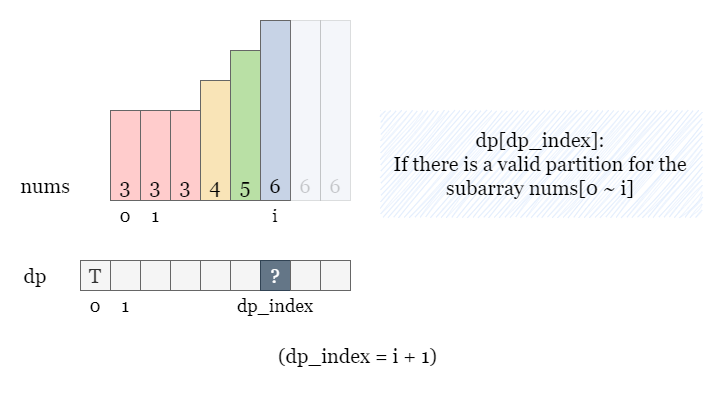 nums
3 3 3 4 5 6 6 6
0 1 i
dp[dp_index]:
If there is a valid partition for the
subarray nums[0 ~ i]
dp
T ?
0 1 dp_index
(dp_index = i + 1)